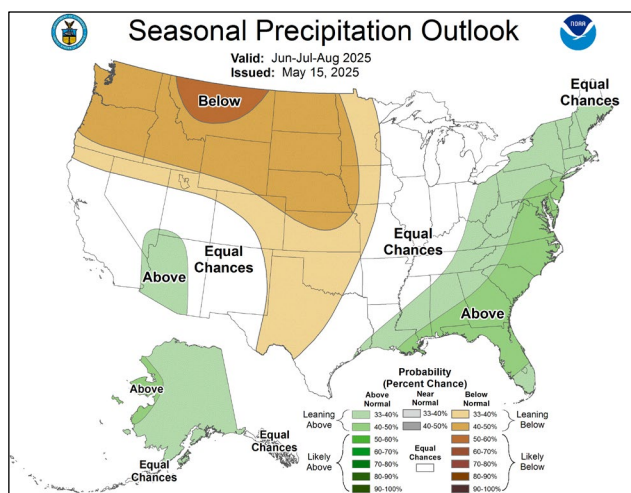 Seasonal Precipitation Outlook
NOAA
Valid: Jun-Jul-Aug 2025
Issued: May 15, 2025
Equal
Chances
Below
Equal
Chances
Equal
Chances
Above
Above
Above
Equal
Chances
Equal
Chances
Probability
(Percent Chance)
Above
Normal
Near
Normal
Below
Normal
Leaning
Above
33-40% 33-40% 33-40%
40-50% 40-50% 40-50%
Leaning
Below
Likely
Above
50-60% Equal
Chances 50-60%
60-70% 60-70%
70-80% 70-80%
80-90% 80-90%
90-100% 90-100%
Likely
Below